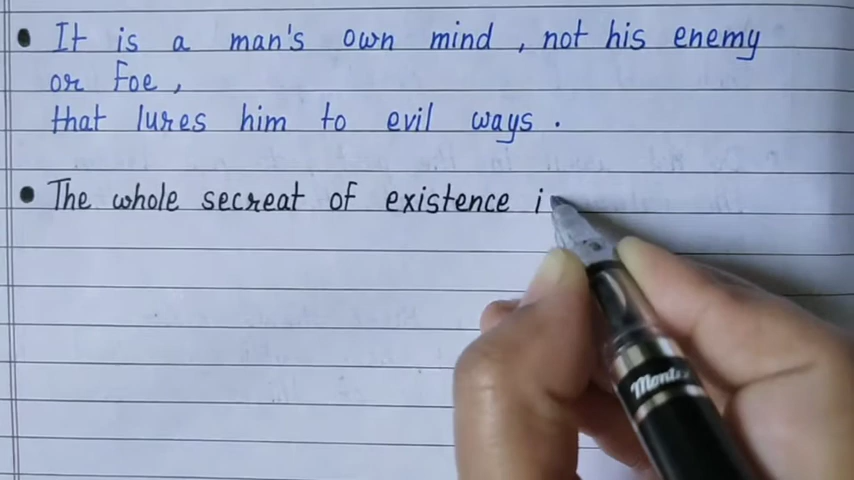 • It is a man's own mind, not his enemy
or Foe,
that lures him to evil ways.
• The whole secreat of existence i